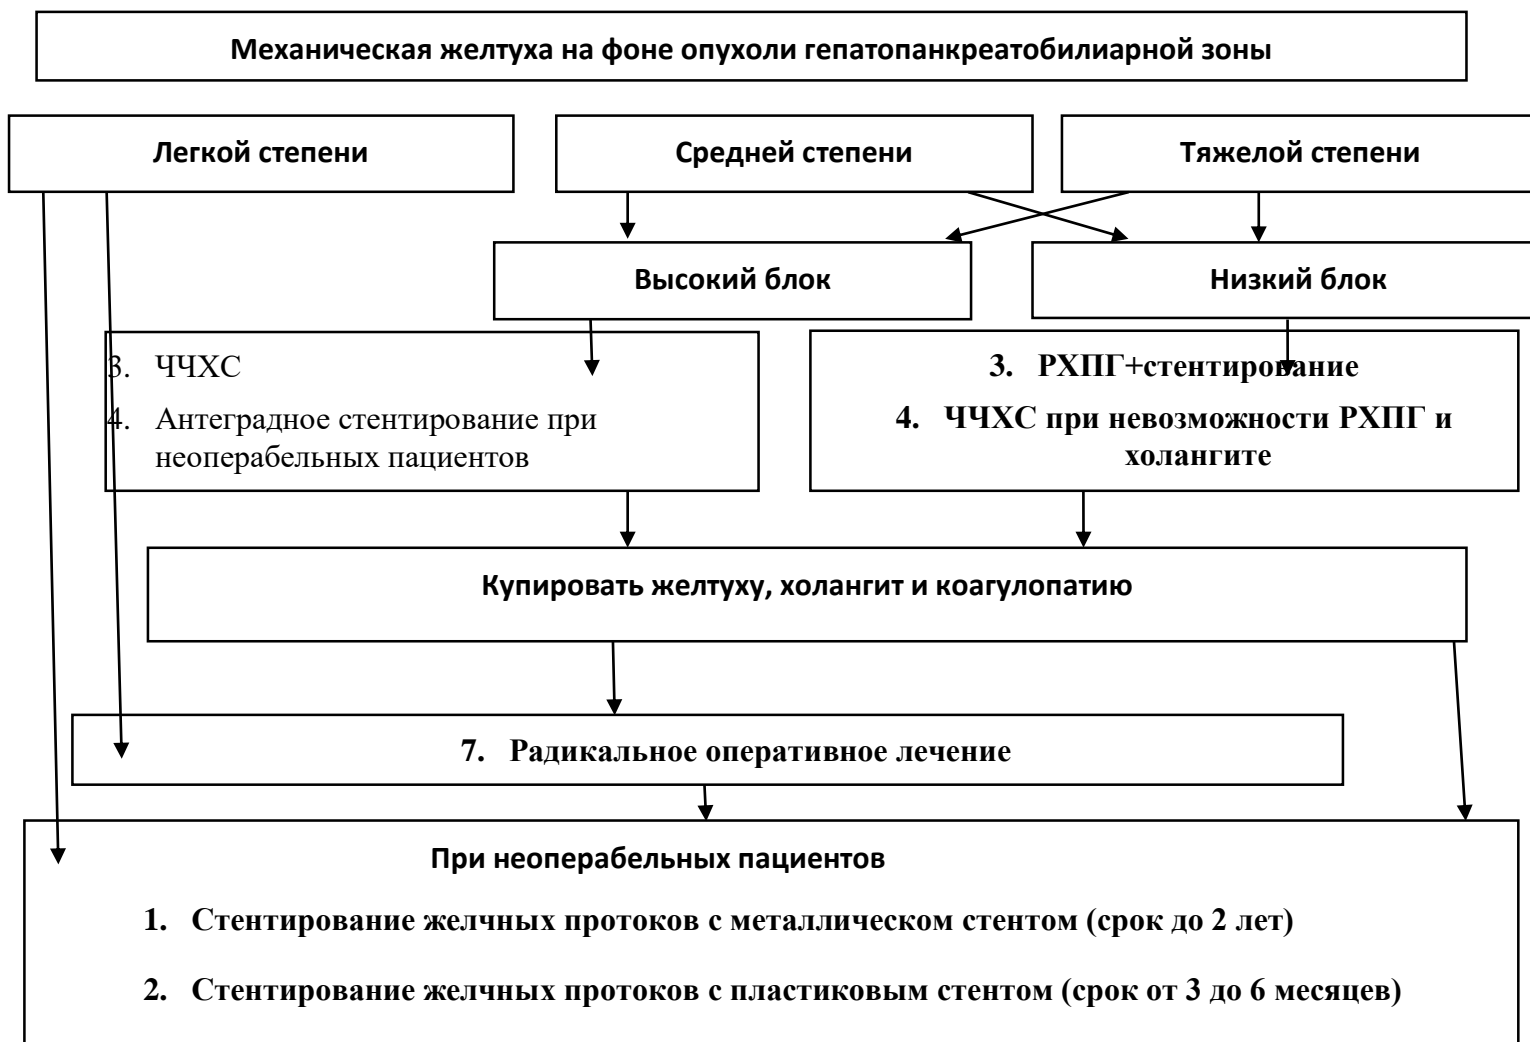 Механическая желтуха на фоне опухоли гепатопанкреатобилиарной зоны
Легкой степени
Средней степени
Тяжелой степени
Высокий блок
Низкий блок
3. ЧЧХС
4. Антеградное стентирование при
неоперабельных пациентов
3. РХПГ+стентирование
4. ЧЧХС при невозможности РХПГ и
холангите
Купировать желтуху, холангит и коагулопатию
7. Радикальное оперативное лечение
При неоперабельных пациентов
1. Стентирование желчных протоков с металлическом стентом (срок до 2 лет)
2. Стентирование желчных протоков с пластиковым стентом (срок от 3 до 6 месяцев)